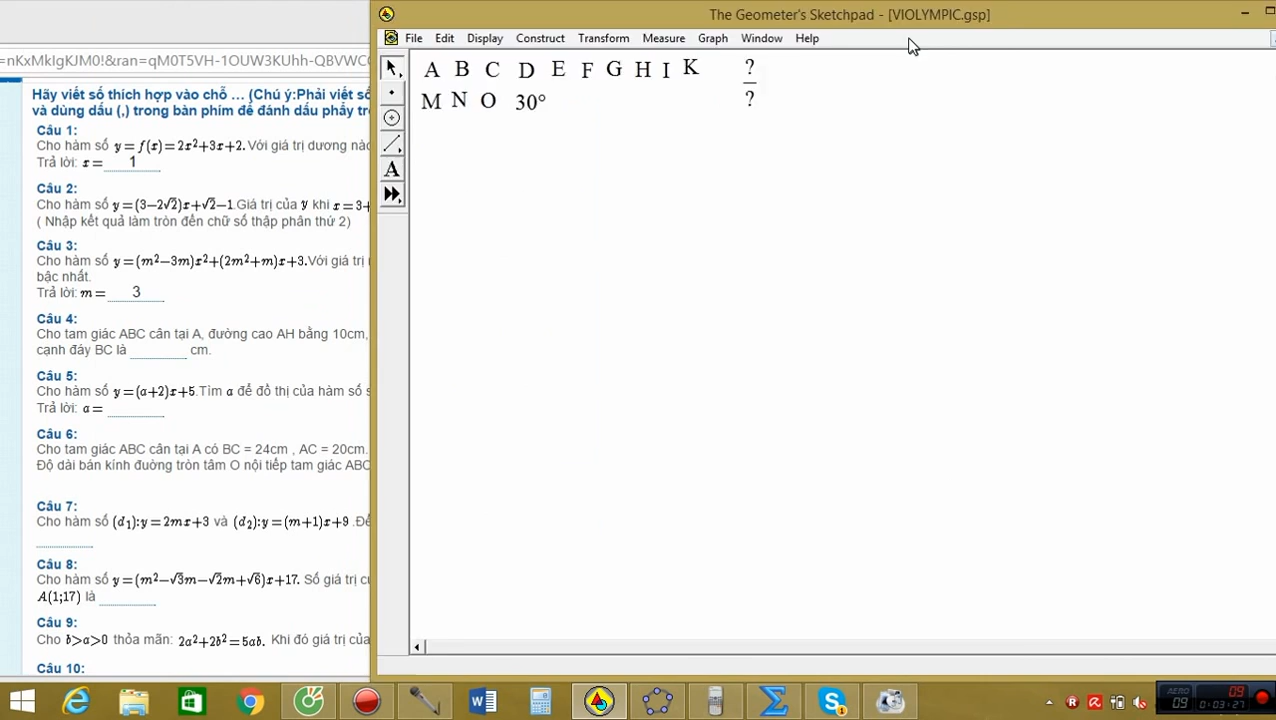 The Geometer's Sketchpad - [VIOLYMPIC.gsp]
File Edit Display Construct Transform Measure Graph Window Help
=nKxMkIgKJM0!&ran=qM0T5VH-1OUW3KUhh-QBVWC
A B C D E F G H I K ?
?
M N O 30°
A
Hãy viết số thích hợp vào chỗ … (Chú ý:Phải viết số
và dùng dấu (,) trong bàn phím để đánh dấu phẩy tr
Câu 1:
Cho hàm số y=f(x)=2x²+3x+2.Với giá trị dương nào
Trả lời: x= 1
Câu 2:
Cho hàm số y=(3−2√2)x+√2−1.Giá trị của y khi x=3+
( Nhập kết quả làm tròn đến chữ số thập phân thứ 2)
Câu 3:
Cho hàm số y=(m²−3m)x²+(2m²+m)x+3.Với giá trị
bậc nhất.
Trả lời: m= 3
Câu 4:
Cho tam giác ABC cân tại A, đường cao AH bằng 10cm,
cạnh đáy BC là cm.
Câu 5:
Cho hàm số y=(a+2)x+5.Tìm a để đồ thị của hàm số
Trả lời: a=
Câu 6:
Cho tam giác ABC cân tại A có BC = 24cm , AC = 20cm.
Độ dài bán kính đường tròn tâm O nội tiếp tam giác ABC
Câu 7:
Cho hàm số (d₁):y=2mx+3 và (d₂):y=(m+1)x+9 .Để
Câu 8:
Cho hàm số y=(m²−√3m−√2m+√6)x+17. Số giá trị
A(1;17) là
Câu 9:
Cho b>a>0 thỏa mãn: 2a²+2b²=5ab. Khi đó giá trị của
Câu 10:
AERO 09
09 0:03:27